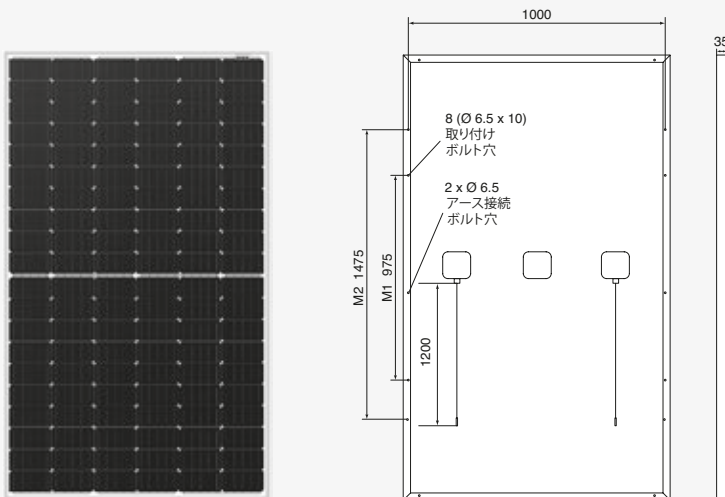 1000
35
8 (Ø 6.5 x 10)
取り付け
ボルト穴
2 x Ø 6.5
アース接続
ボルト穴
M2 1475
M1 975
1200